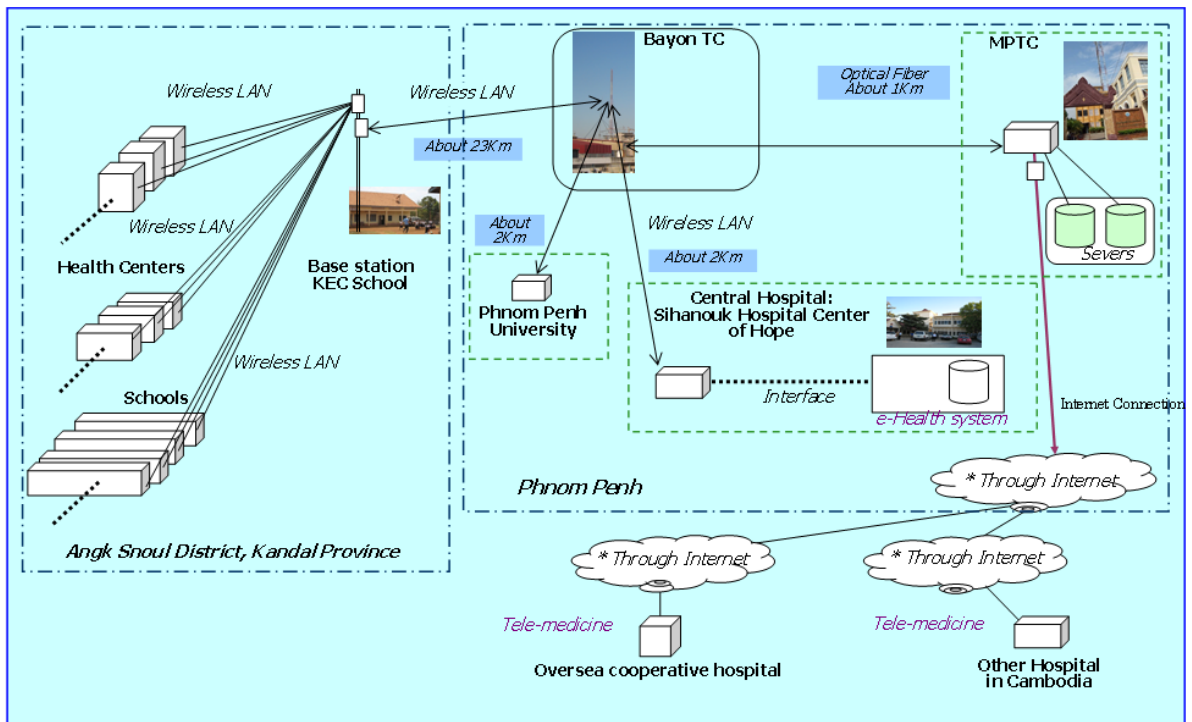 Wireless LAN
Wireless LAN
About 23Km
Wireless LAN
Health Centers
Base station
KEC School
Wireless LAN
Schools
Angk Snoul District, Kandal Province
Bayon TC
Optical Fiber
About 1Km
MPTC
Severs
About
2Km
Wireless LAN
About 2Km
Phnom Penh
University
Central Hospital:
Sihanouk Hospital Center
of Hope
Interface
e-Health system
Internet Connection
Phnom Penh
* Through Internet
* Through Internet
* Through Internet
Tele-medicine
Tele-medicine
Oversea cooperative hospital
Other Hospital
in Cambodia